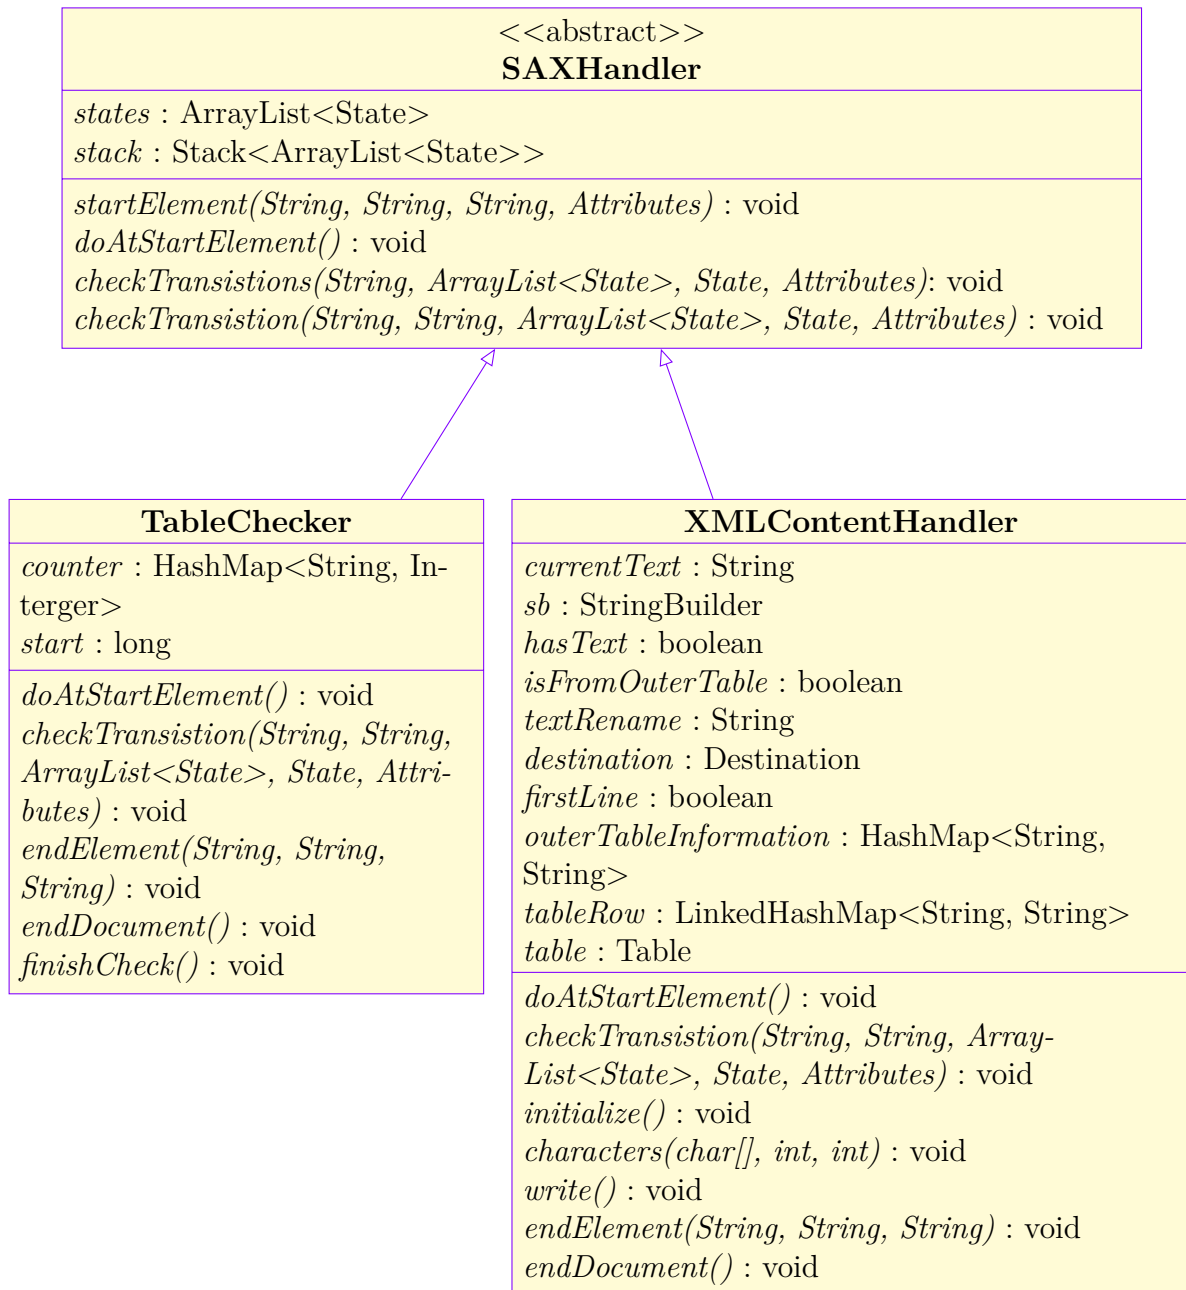 <<abstract>>
SAXHandler
states : ArrayList<State>
stack : Stack<ArrayList<State>>
startElement(String, String, String, Attributes) : void
doAtStartElement() : void
checkTransistions(String, ArrayList<State>, State, Attributes): void
checkTransistion(String, String, ArrayList<State>, State, Attributes) : void
TableChecker
counter : HashMap<String, In-
terger>
start : long
doAtStartElement() : void
checkTransistion(String, String,
ArrayList<State>, State, Attri-
butes) : void
endElement(String, String,
String) : void
endDocument() : void
finishCheck() : void
XMLContentHandler
currentText : String
sb : StringBuilder
hasText : boolean
isFromOuterTable : boolean
textRename : String
destination : Destination
firstLine : boolean
outerTableInformation : HashMap<String,
String>
tableRow : LinkedHashMap<String, String>
table : Table
doAtStartElement() : void
checkTransistion(String, String, Array-
List<State>, State, Attributes) : void
initialize() : void
characters(char[], int, int) : void
write() : void
endElement(String, String, String) : void
endDocument() : void